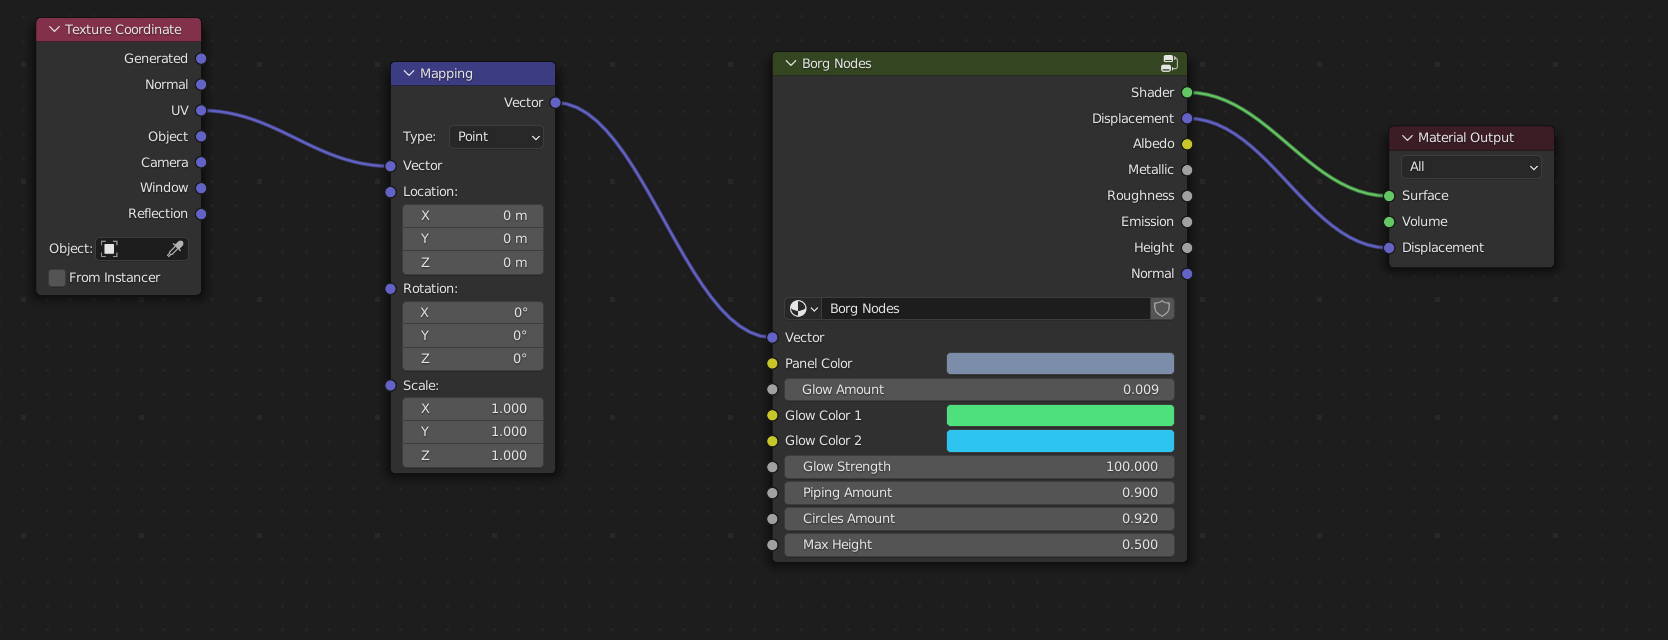 Texture Coordinate
Generated
Normal
UV
Object
Camera
Window
Reflection
Object:
From Instancer
Mapping
Vector
Type: Point
Vector
Location:
X 0 m
Y 0 m
Z 0 m
Rotation:
X 0°
Y 0°
Z 0°
Scale:
X 1.000
Y 1.000
Z 1.000
Borg Nodes
Shader
Displacement
Albedo
Metallic
Roughness
Emission
Height
Normal
Borg Nodes
Vector
Panel Color
Glow Amount 0.009
Glow Color 1
Glow Color 2
Glow Strength 100.000
Piping Amount 0.900
Circles Amount 0.920
Max Height 0.500
Material Output
All
Surface
Volume
Displacement